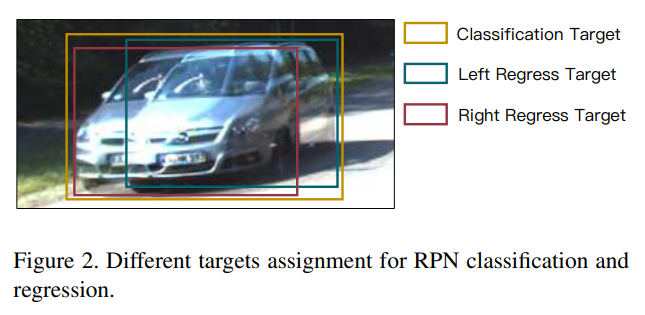 Classification Target
Left Regress Target
Right Regress Target
Figure 2. Different targets assignment for RPN classification and
regression.